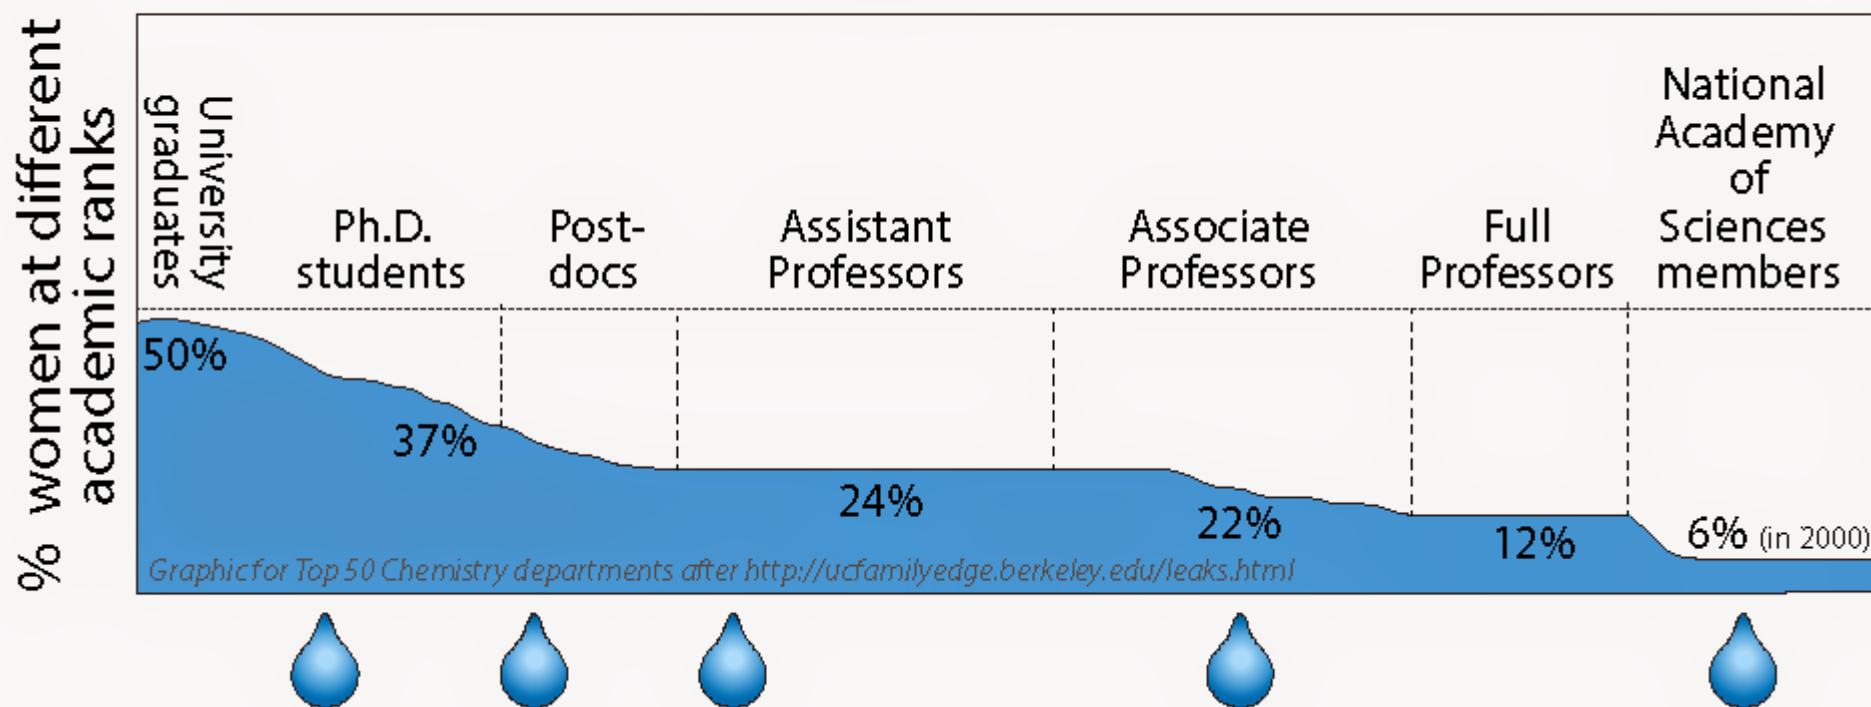 % women at different
academic ranks
University
graduates
Ph.D.
students
Post-
docs
Assistant
Professors
Associate
Professors
Full
Professors
National
Academy
of
Sciences
members
50%
37%
24%
22%
12%
6% (in 2000)
Graphic for Top 50 Chemistry departments after http://ucfamilyedge.berkeley.edu/leaks.html